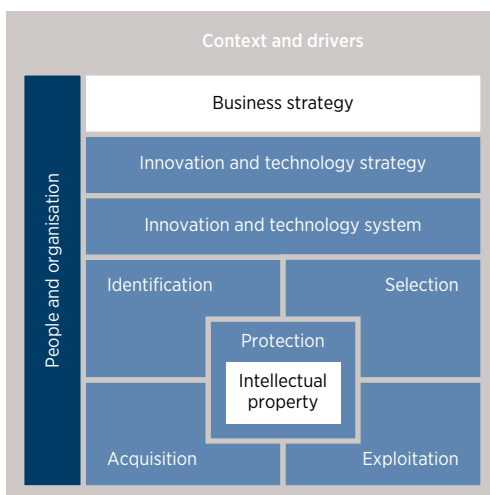 Context and drivers
Business strategy
Innovation and technology strategy
Innovation and technology system
People and organisation
Identification
Selection
Protection
Intellectual
property
Acquisition
Exploitation